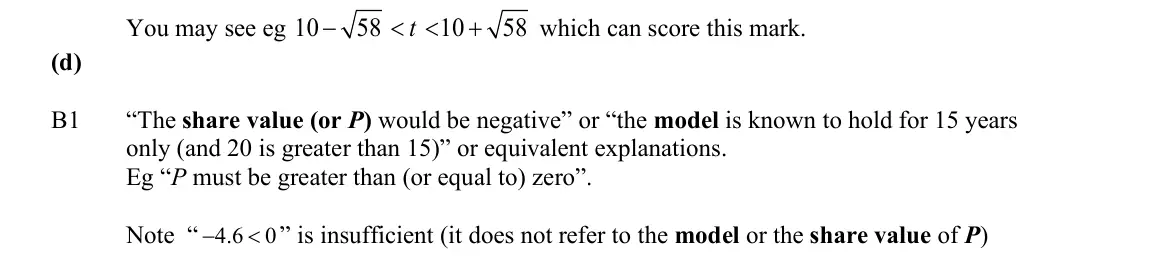 You may see eg 10 − √58 < t < 10 + √58 which can score this mark.
(d)
B1 “The share value (or P) would be negative” or “the model is known to hold for 15 years
only (and 20 is greater than 15)” or equivalent explanations.
Eg “P must be greater than (or equal to) zero”.
Note “−4.6 < 0” is insufficient (it does not refer to the model or the share value of P)